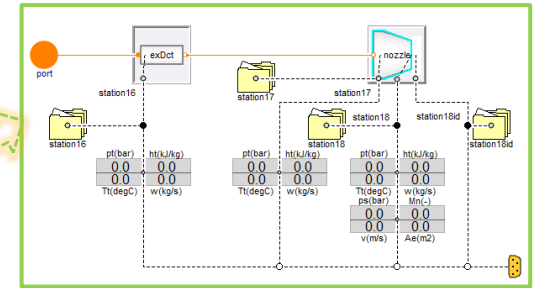 exDct
nozzle
port
station16
station17
station17
station16
station18
station18id
station18
station18id
pt(bar) ht(kJ/kg)
0.0 0.0
0.0 0.0
Tt(degC) w(kg/s)
pt(bar) ht(kJ/kg)
0.0 0.0
0.0 0.0
Tt(degC) w(kg/s)
pt(bar) ht(kJ/kg)
0.0 0.0
0.0 0.0
Tt(degC) w(kg/s)
ps(bar) Mn(-)
0.0 0.0
0.0 0.0
v(m/s) Ae(m2)